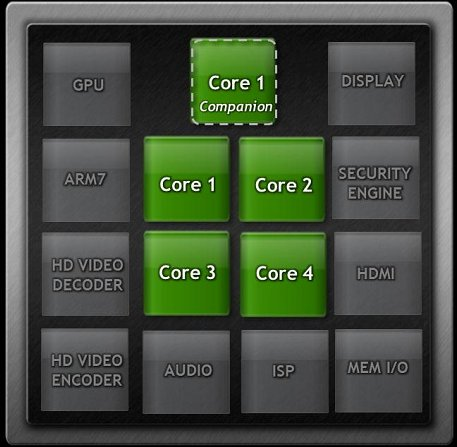 GPU
Core 1
Companion
DISPLAY
ARM7
Core 1
Core 2
SECURITY
ENGINE
HD VIDEO
DECODER
Core 3
Core 4
HDMI
HD VIDEO
ENCODER
AUDIO
ISP
MEM I/O